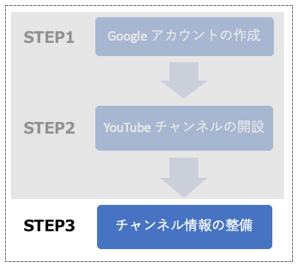 STEP1 Google アカウントの作成
STEP2 YouTube チャンネルの開設
STEP3 チャンネル情報の整備